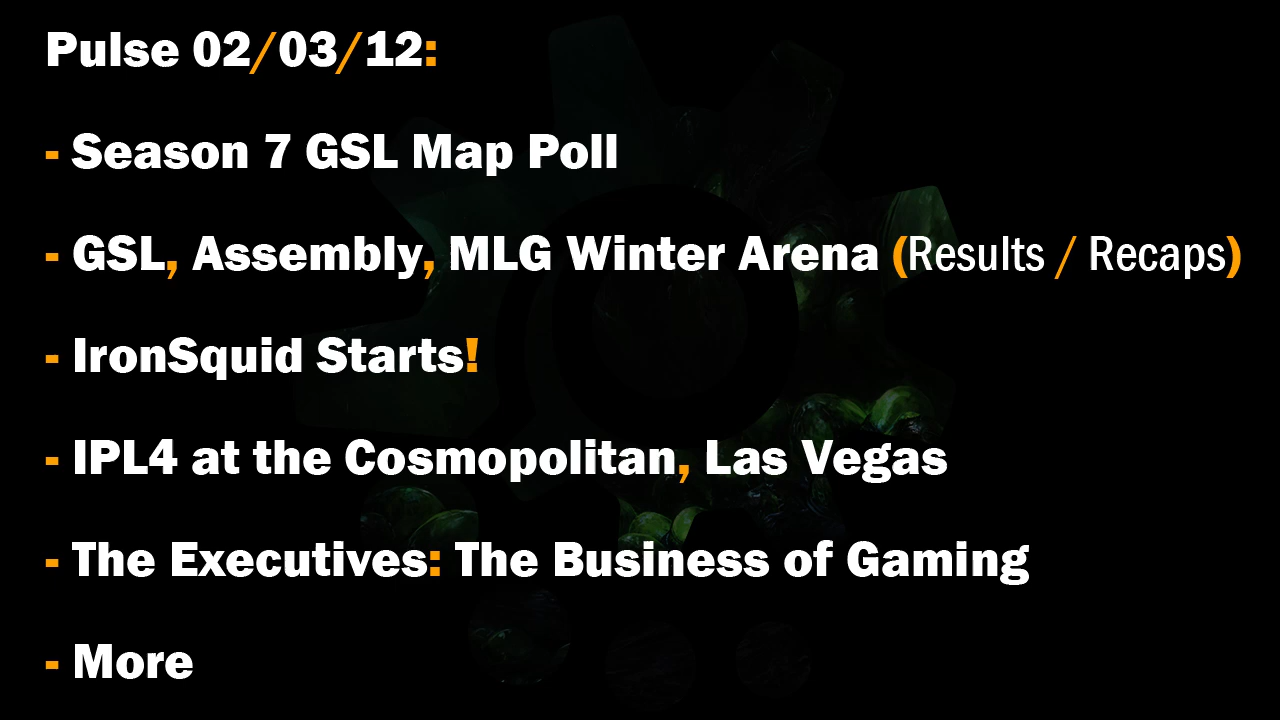 Pulse 02/03/12:
- Season 7 GSL Map Poll
- GSL, Assembly, MLG Winter Arena (Results / Recaps)
- IronSquid Starts!
- IPL4 at the Cosmopolitan, Las Vegas
- The Executives: The Business of Gaming
- More